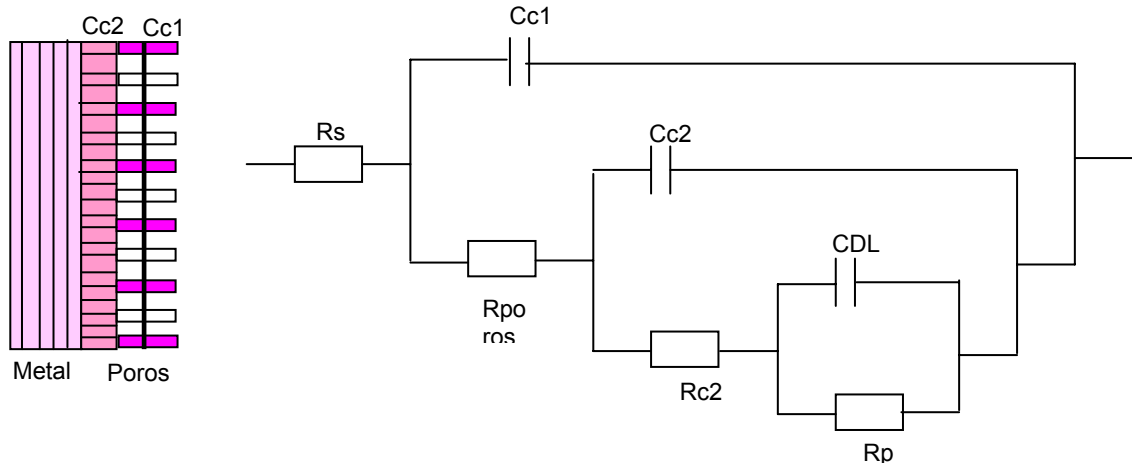 Cc2 Cc1
Metal Poros
Rs
Cc1
Cc2
CDL
Rpo
ros
Rc2
Rp